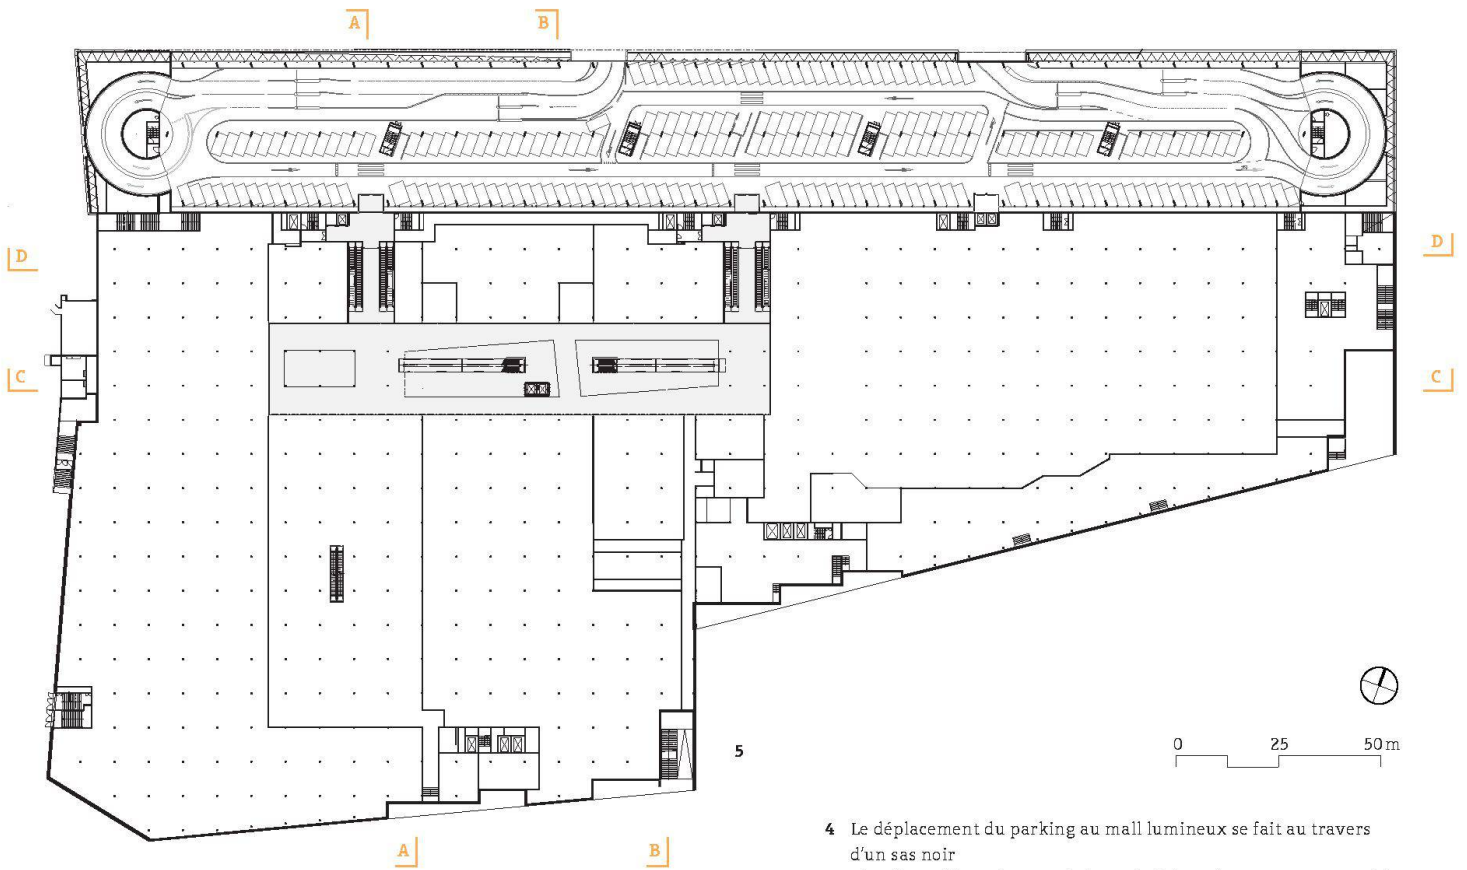 A B
D D
C C
5
0 25 50 m
4 Le déplacement du parking au mall lumineux se fait au travers
d'un sas noir
A B